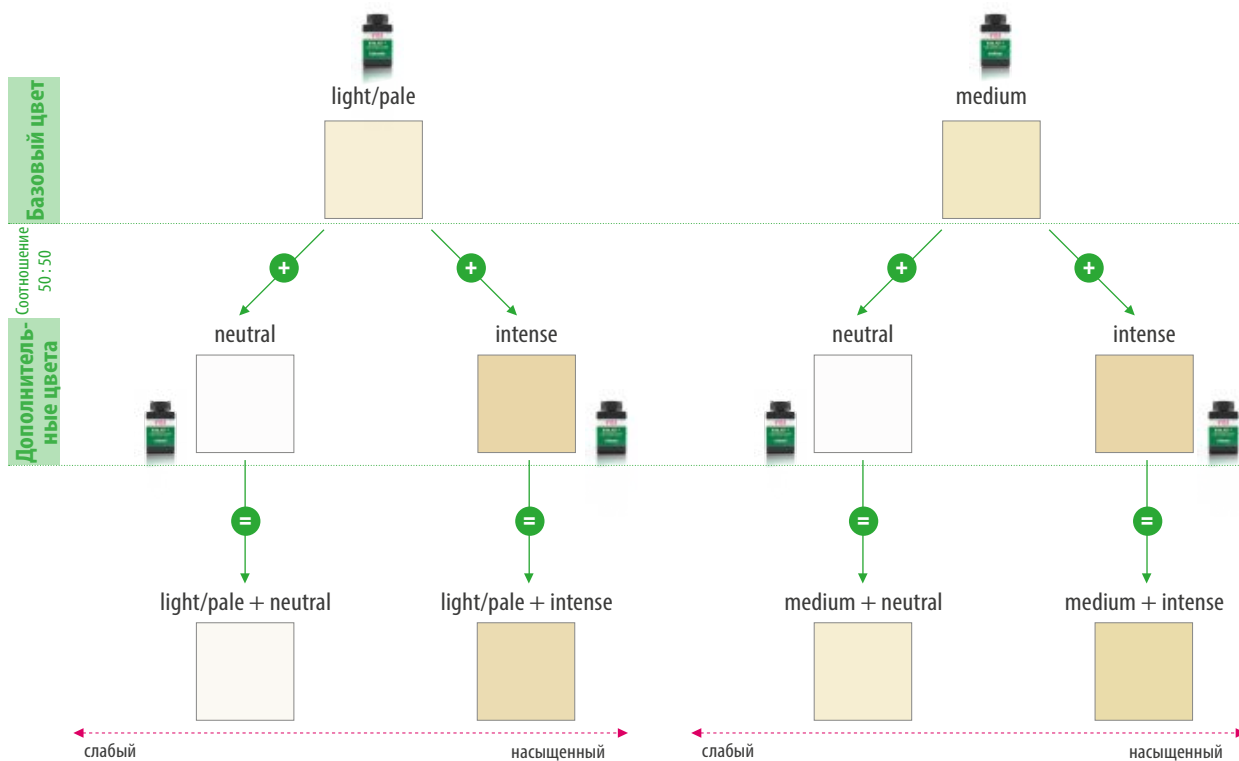 light/pale
medium
Базовый цвет
Соотношение
50 : 50
Дополнитель-
ные цвета
+
+
+
+
neutral
intense
neutral
intense
=
=
=
=
light/pale + neutral
light/pale + intense
medium + neutral
medium + intense
слабый
насыщенный
слабый
насыщенный